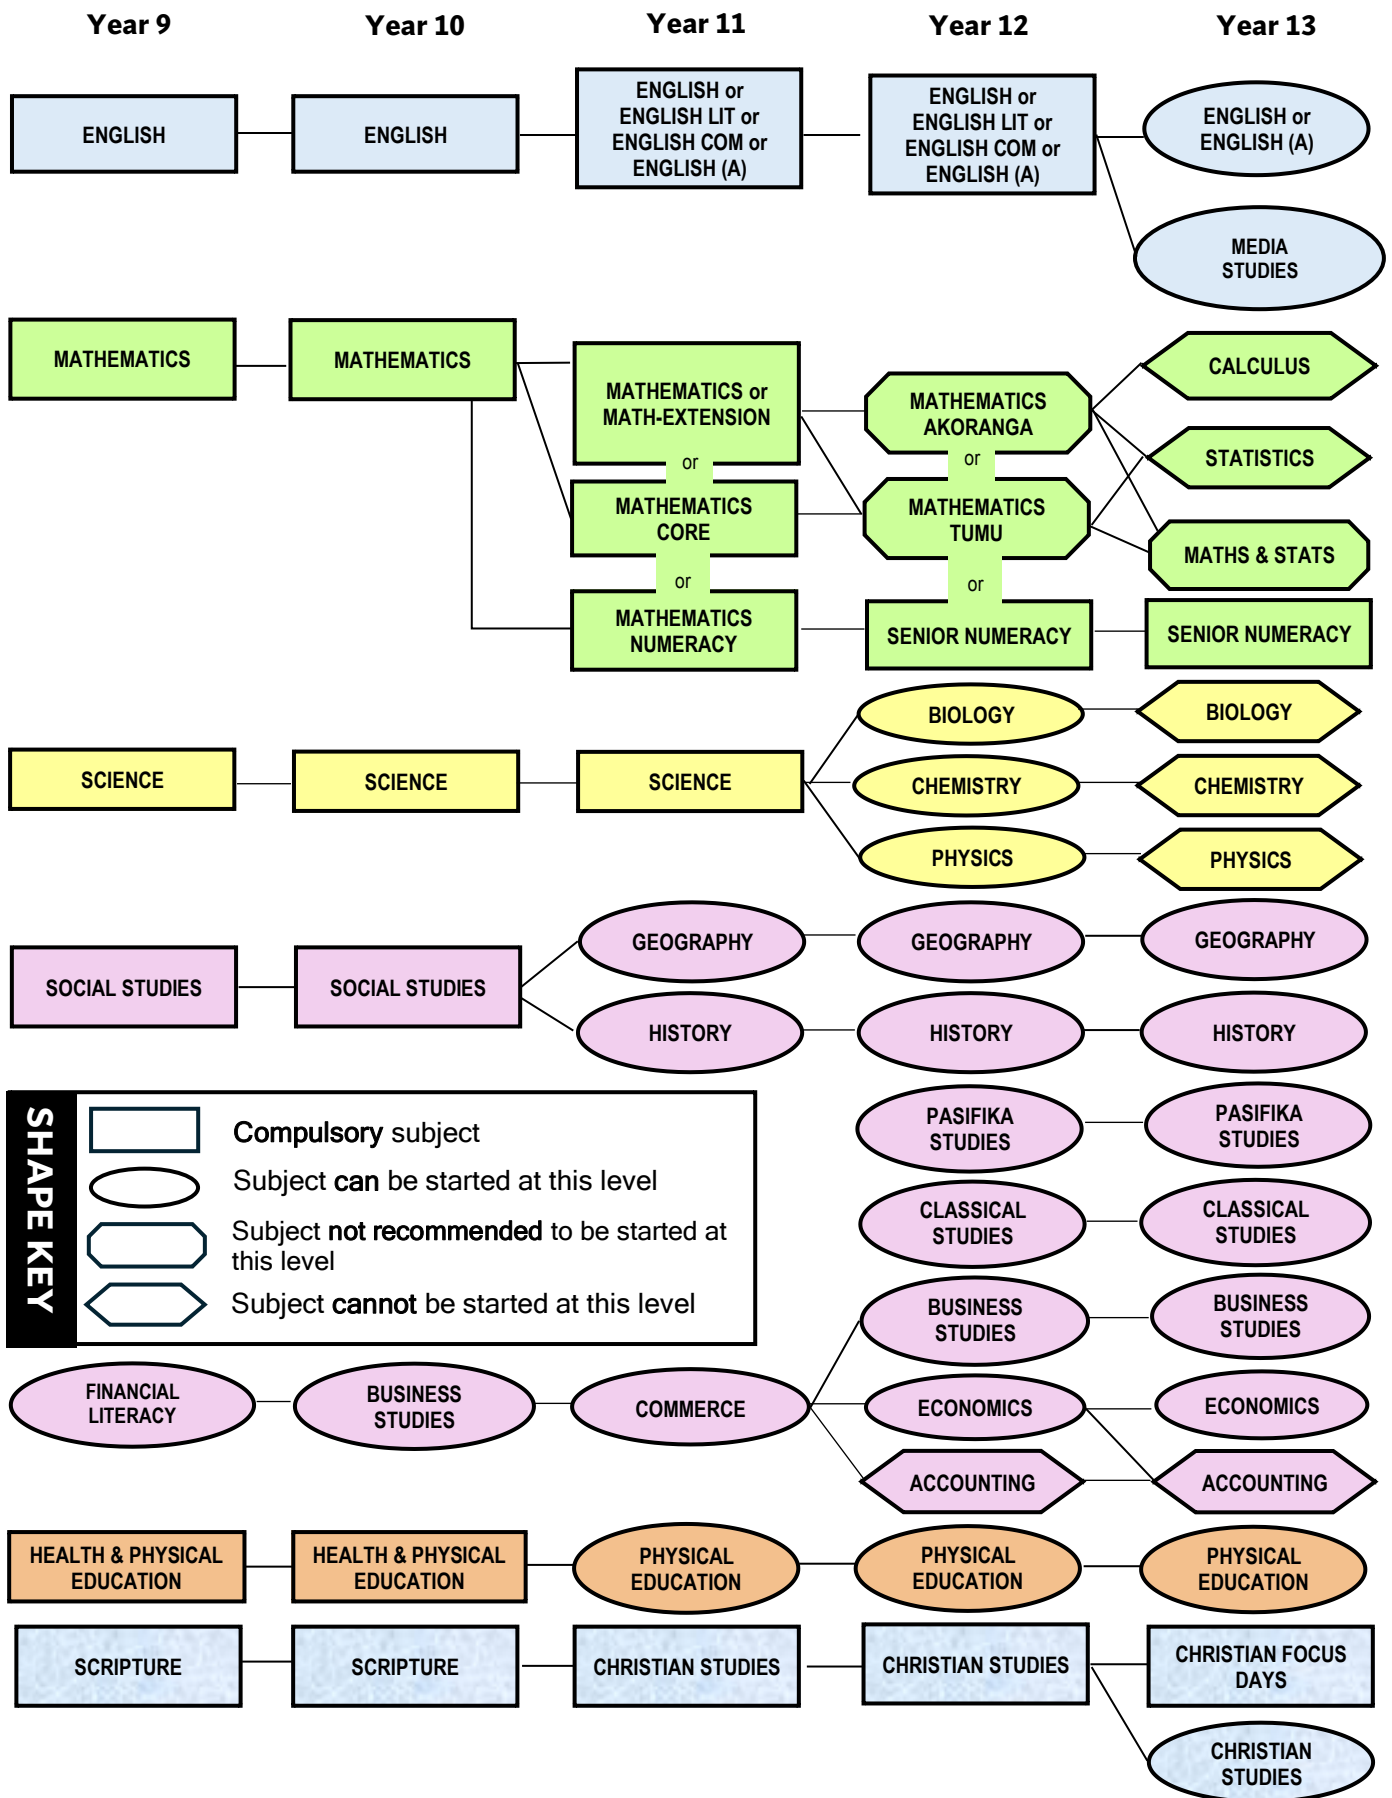 Year 9
Year 10
Year 11
Year 12
Year 13
ENGLISH
ENGLISH
ENGLISH or
ENGLISH LIT or
ENGLISH COM or
ENGLISH (A)
ENGLISH or
ENGLISH LIT or
ENGLISH COM or
ENGLISH (A)
ENGLISH or
ENGLISH (A)
MEDIA
STUDIES
MATHEMATICS
MATHEMATICS
MATHEMATICS or
MATH-EXTENSION
or
MATHEMATICS
CORE
or
MATHEMATICS
NUMERACY
MATHEMATICS
AKORANGA
or
MATHEMATICS
TUMU
or
SENIOR NUMERACY
CALCULUS
STATISTICS
MATHS & STATS
SENIOR NUMERACY
SCIENCE
SCIENCE
SCIENCE
BIOLOGY
CHEMISTRY
PHYSICS
BIOLOGY
CHEMISTRY
PHYSICS
SOCIAL STUDIES
SOCIAL STUDIES
GEOGRAPHY
HISTORY
GEOGRAPHY
HISTORY
GEOGRAPHY
HISTORY
PASIFIKA
STUDIES
PASIFIKA
STUDIES
CLASSICAL
STUDIES
CLASSICAL
STUDIES
SHAPE KEY
Compulsory subject
Subject can be started at this level
Subject not recommended to be started at
this level
Subject cannot be started at this level
FINANCIAL
LITERACY
BUSINESS
STUDIES
COMMERCE
BUSINESS
STUDIES
ECONOMICS
ACCOUNTING
BUSINESS
STUDIES
ECONOMICS
ACCOUNTING
HEALTH & PHYSICAL
EDUCATION
HEALTH & PHYSICAL
EDUCATION
PHYSICAL
EDUCATION
PHYSICAL
EDUCATION
PHYSICAL
EDUCATION
SCRIPTURE
SCRIPTURE
CHRISTIAN STUDIES
CHRISTIAN STUDIES
CHRISTIAN FOCUS
DAYS
CHRISTIAN
STUDIES